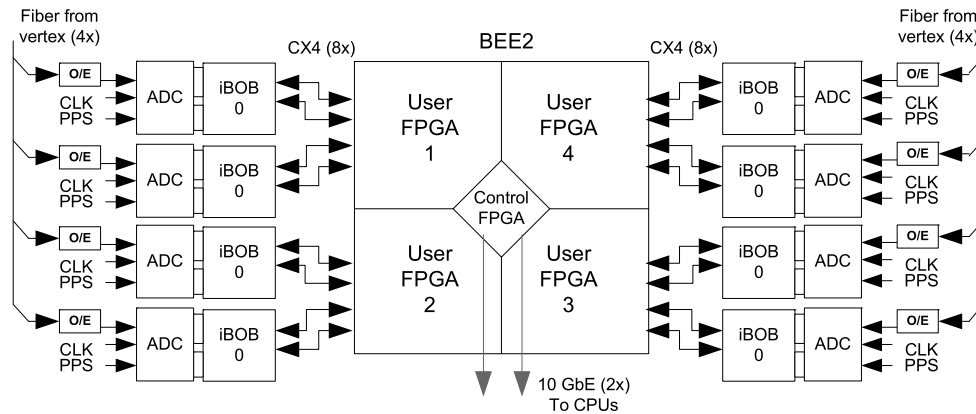 Fiber from
vertex (4x)
CX4 (8x)
BEE2
CX4 (8x)
Fiber from
vertex (4x)
O/E
CLK
PPS
ADC
iBOB
0
O/E
CLK
PPS
ADC
iBOB
0
O/E
CLK
PPS
ADC
iBOB
0
O/E
CLK
PPS
ADC
iBOB
0
User
FPGA
1
User
FPGA
4
Control
FPGA
User
FPGA
2
User
FPGA
3
iBOB
0
ADC
O/E
CLK
PPS
iBOB
0
ADC
O/E
CLK
PPS
iBOB
0
ADC
O/E
CLK
PPS
iBOB
0
ADC
O/E
CLK
PPS
10 GbE (2x)
To CPUs